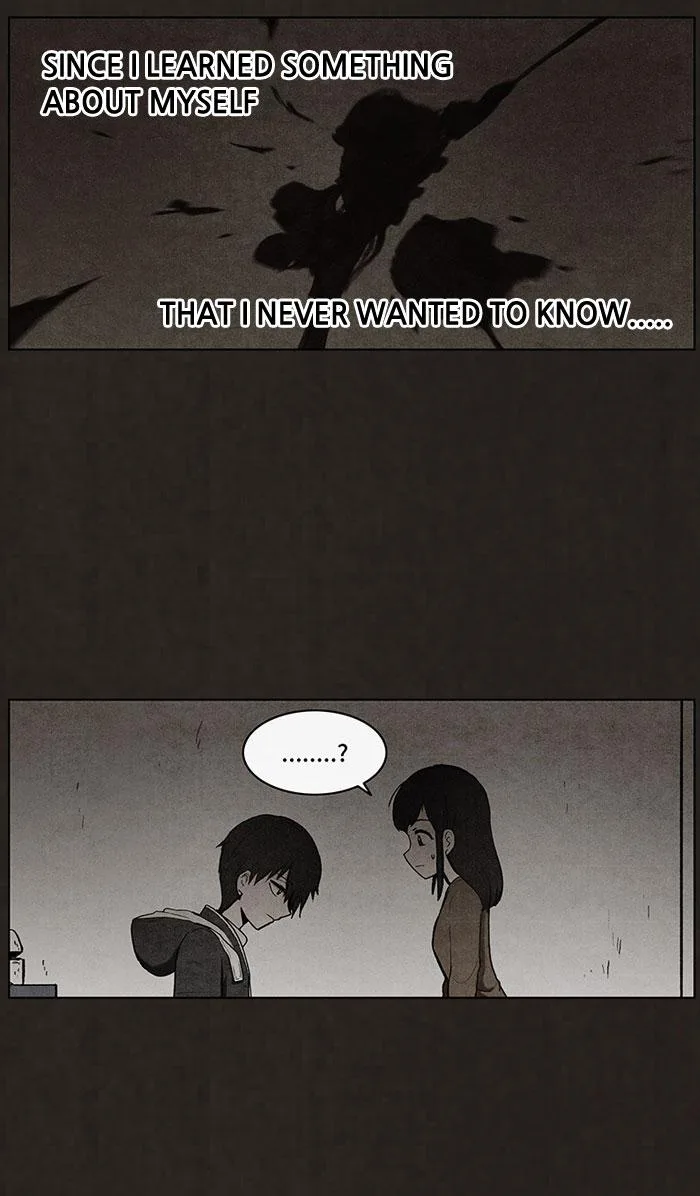 SINCE I LEARNED SOMETHING
ABOUT MYSELF
THAT I NEVER WANTED TO KNOW.....
........?